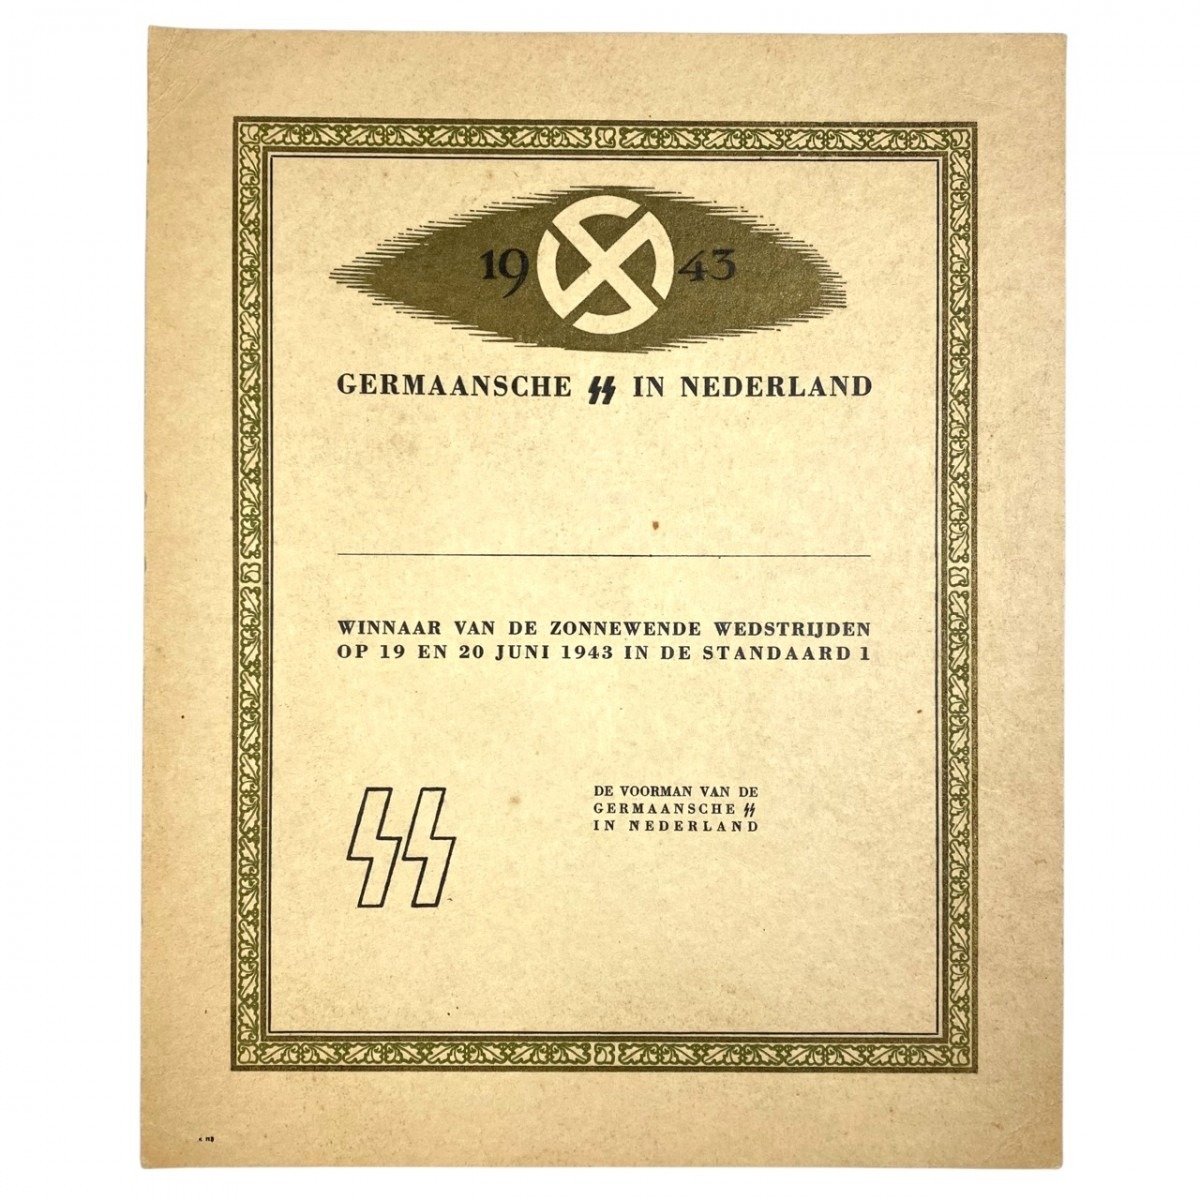 19 43
GERMAANSCHE ᛋᛋ IN NEDERLAND
WINNAAR VAN DE ZONNEWENDE WEDSTRIJDEN
OP 19 EN 20 JUNI 1943 IN DE STANDAARD 1
ᛋᛋ
DE VOORMAN VAN DE
GERMAANSCHE ᛋᛋ
IN NEDERLAND